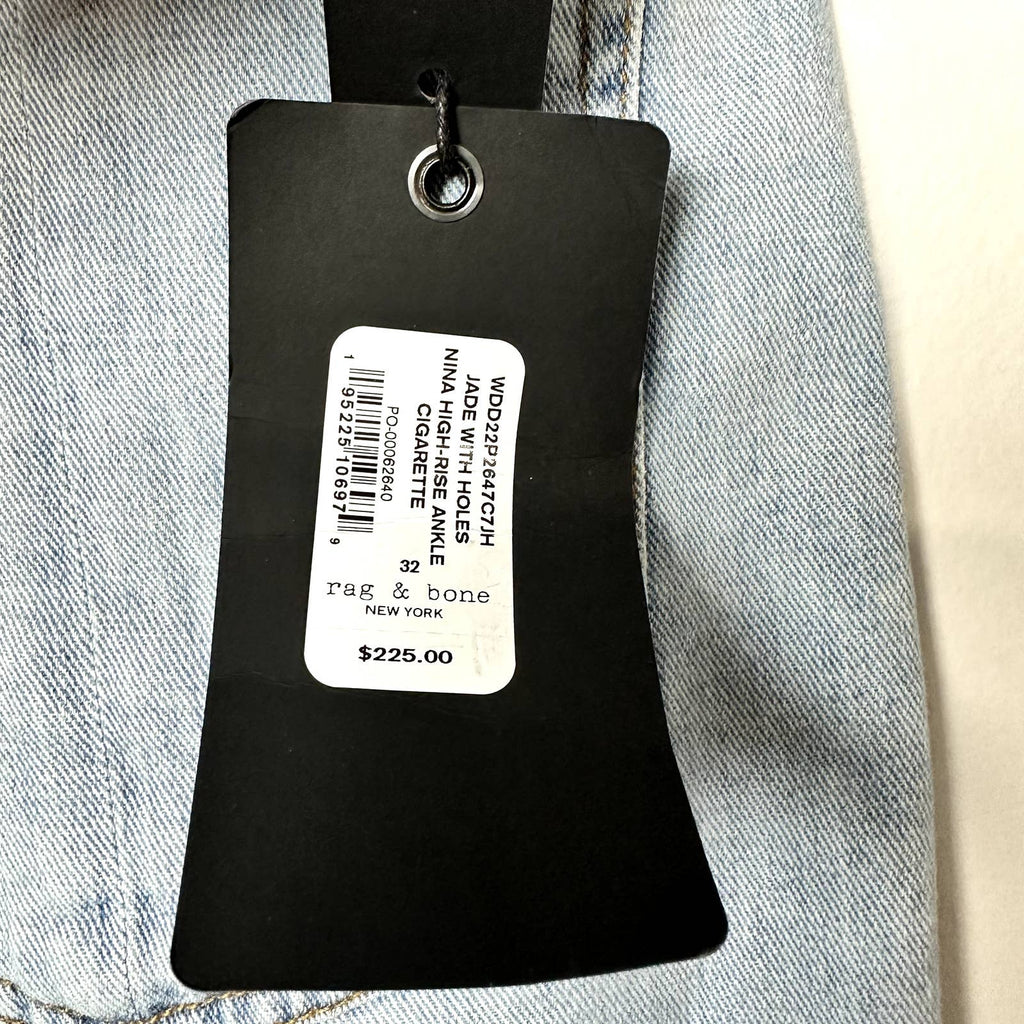 WDD22P2647C7JH
JADE WITH HOLES
NINA HIGH-RISE ANKLE
CIGARETTE
PO-00062640
1 95225 10697 9
32
rag & bone
NEW YORK
$225.00